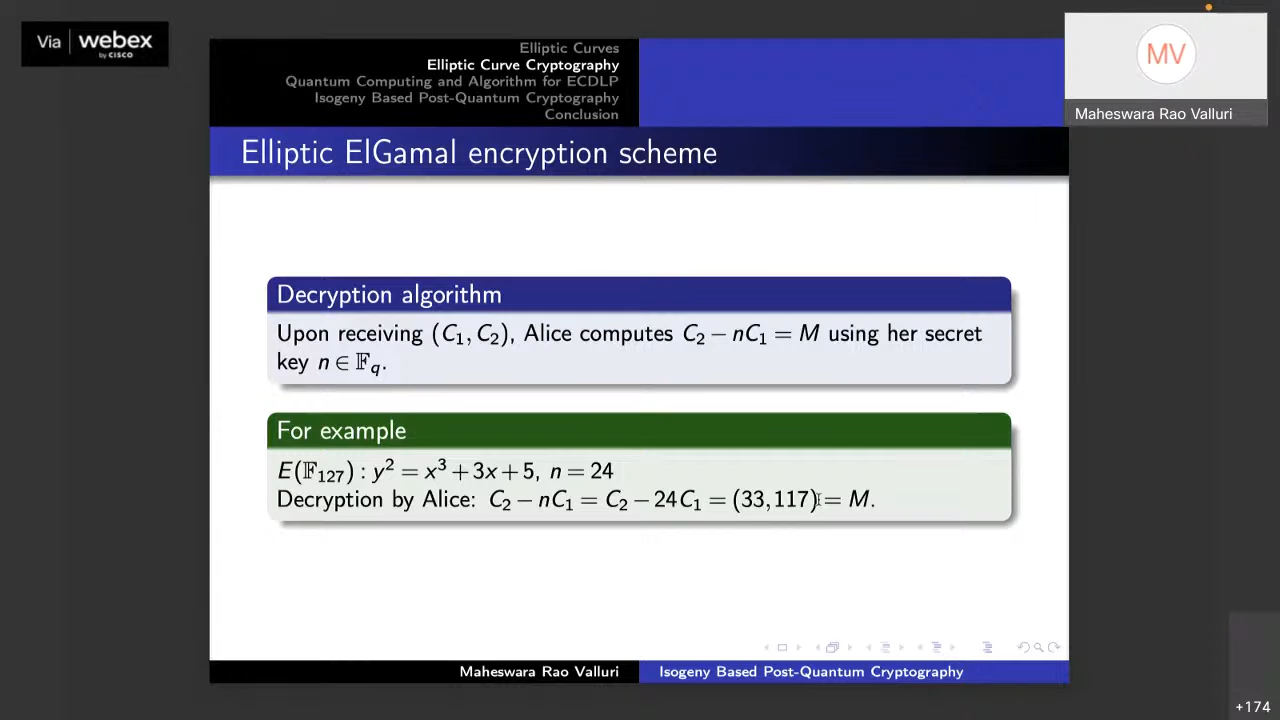 Via webex
by CISCO
Elliptic Curves
Elliptic Curve Cryptography
Quantum Computing and Algorithm for ECDLP
Isogeny Based Post-Quantum Cryptography
Conclusion
MV
Maheswara Rao Valluri
Elliptic ElGamal encryption scheme
Decryption algorithm
Upon receiving (C₁, C₂), Alice computes C₂ − nC₁ = M using her secret
key n ∈ 𝔽q.
For example
E(𝔽₁₂₇) : y² = x³ + 3x + 5, n = 24
Decryption by Alice: C₂ − nC₁ = C₂ − 24C₁ = (33, 117) = M.
Maheswara Rao Valluri
Isogeny Based Post-Quantum Cryptography
+174